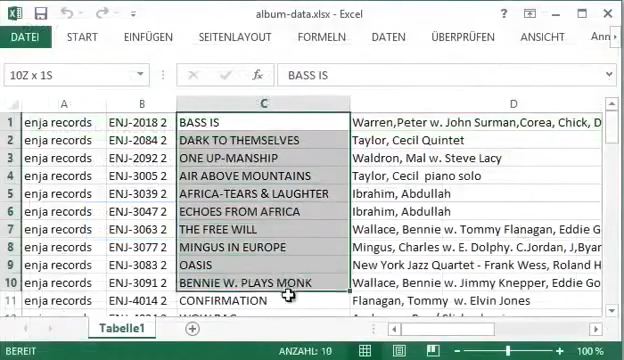 album-data.xlsx - Excel
DATEI START EINFÜGEN SEITENLAYOUT FORMELN DATEN ÜBERPRÜFEN ANSICHT Ann
10Z x 1S fx BASS IS
A B C D
1 enja records ENJ-2018 2 BASS IS Warren,Peter w. John Surman,Corea, Chick, D
2 enja records ENJ-2084 2 DARK TO THEMSELVES Taylor, Cecil Quintet
3 enja records ENJ-2092 2 ONE UP-MANSHIP Waldron, Mal w. Steve Lacy
4 enja records ENJ-3005 2 AIR ABOVE MOUNTAINS Taylor, Cecil piano solo
5 enja records ENJ-3039 2 AFRICA-TEARS & LAUGHTER Ibrahim, Abdullah
6 enja records ENJ-3047 2 ECHOES FROM AFRICA Ibrahim, Abdullah
7 enja records ENJ-3063 2 THE FREE WILL Wallace, Bennie w. Tommy Flanagan, Eddie G
8 enja records ENJ-3077 2 MINGUS IN EUROPE Mingus, Charles w. E. Dolphy. C.Jordan, J,Byar
9 enja records ENJ-3083 2 OASIS New York Jazz Quartet - Frank Wess, Roland H
10 enja records ENJ-3091 2 BENNIE W. PLAYS MONK Wallace, Bennie w. Jimmy Knepper, Eddie Go
11 enja records ENJ-4014 2 CONFIRMATION Flanagan, Tommy w. Elvin Jones
Tabelle1
BEREIT ANZAHL: 10 100 %